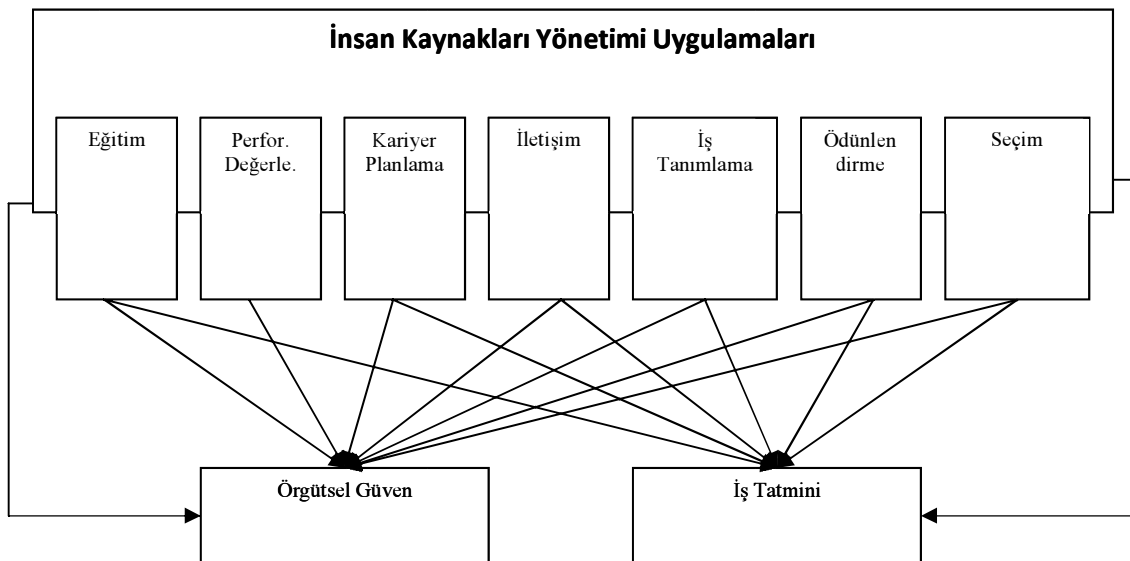 İnsan Kaynakları Yönetimi Uygulamaları
Eğitim
Perfor.
Değerle.
Kariyer
Planlama
İletişim
İş
Tanımlama
Ödünlen
dirme
Seçim
Örgütsel Güven
İş Tatmini